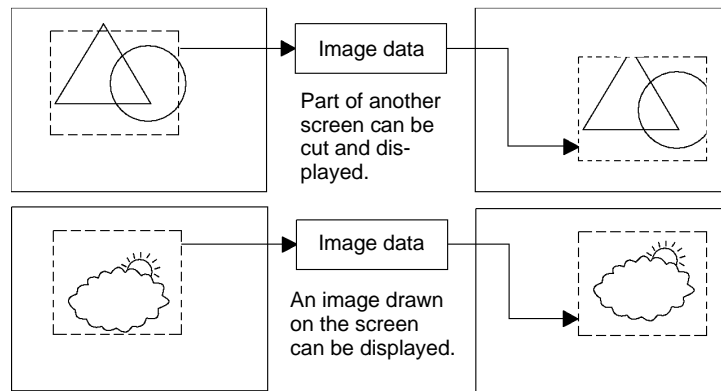 Image data
Part of another
screen can be
cut and dis-
played.
Image data
An image drawn
on the screen
can be displayed.